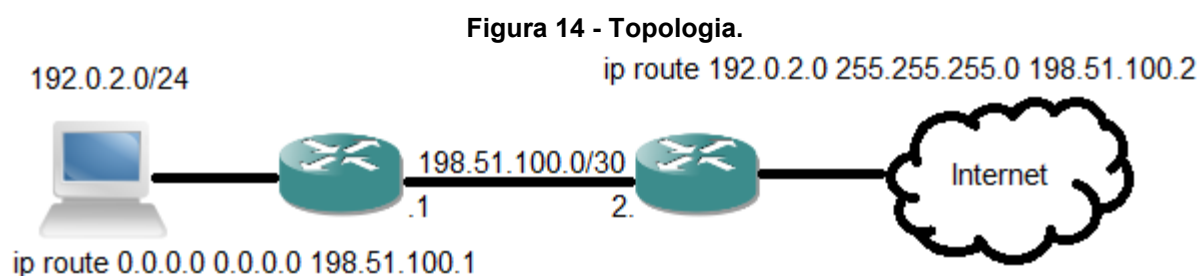 Figura 14 - Topologia.
192.0.2.0/24
ip route 192.0.2.0 255.255.255.0 198.51.100.2
198.51.100.0/30
Internet
.1
2.
ip route 0.0.0.0 0.0.0.0 198.51.100.1